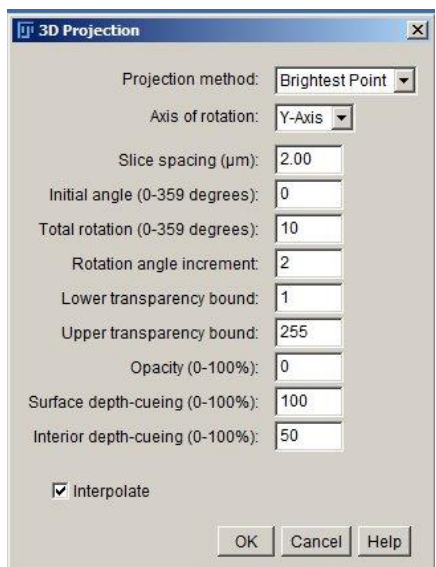 3D Projection
Projection method: Brightest Point
Axis of rotation: Y-Axis
Slice spacing (µm): 2.00
Initial angle (0-359 degrees): 0
Total rotation (0-359 degrees): 10
Rotation angle increment: 2
Lower transparency bound: 1
Upper transparency bound: 255
Opacity (0-100%): 0
Surface depth-cueing (0-100%): 100
Interior depth-cueing (0-100%): 50
Interpolate
OK Cancel Help